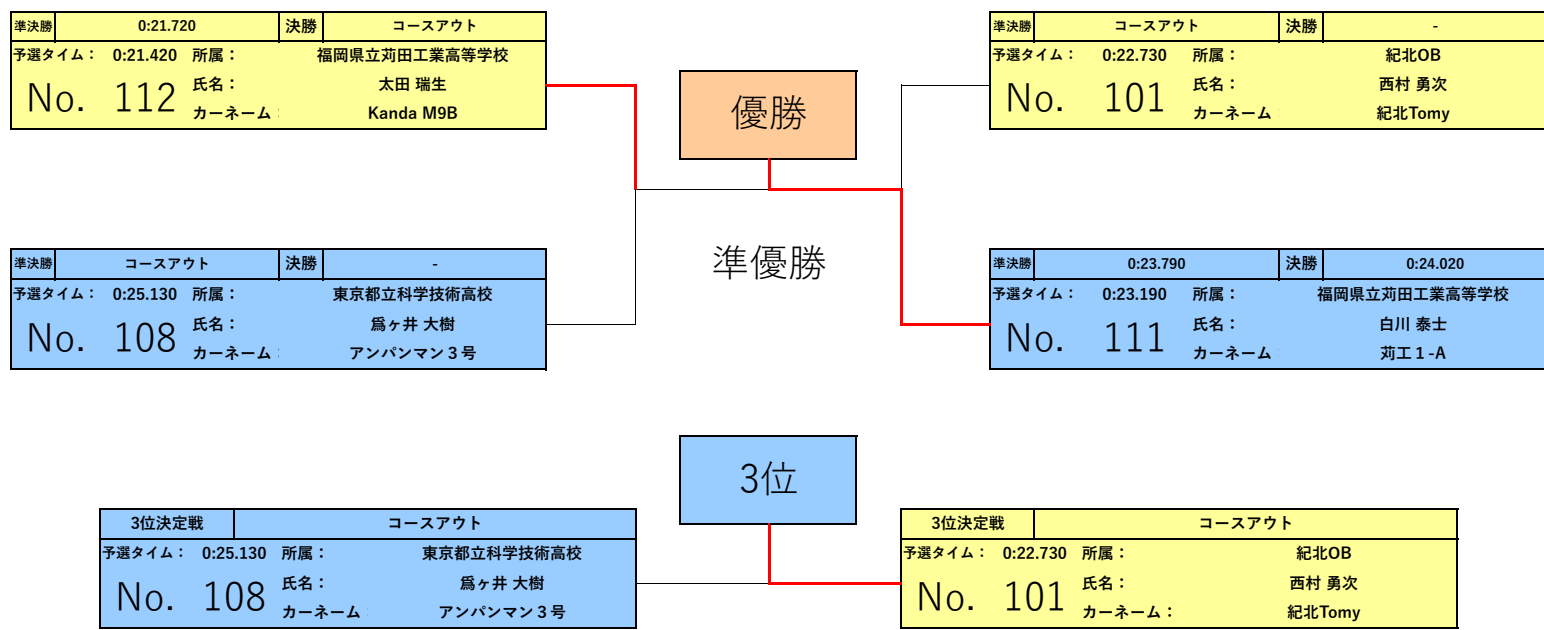 準決勝 0:21.720 決勝 コースアウト
予選タイム： 0:21.420 所属： 福岡県立苅田工業高等学校
No. 112 氏名： 太田 瑞生
カーネーム： Kanda M9B
準決勝 コースアウト 決勝 -
予選タイム： 0:22.730 所属： 紀北OB
No. 101 氏名： 西村 勇次
カーネーム： 紀北Tomy
優勝
準優勝
準決勝 コースアウト 決勝 -
予選タイム： 0:25.130 所属： 東京都立科学技術高校
No. 108 氏名： 爲ヶ井 大樹
カーネーム： アンパンマン３号
準決勝 0:23.790 決勝 0:24.020
予選タイム： 0:23.190 所属： 福岡県立苅田工業高等学校
No. 111 氏名： 白川 泰士
カーネーム： 苅工１-A
3位
3位決定戦 コースアウト
予選タイム： 0:25.130 所属： 東京都立科学技術高校
No. 108 氏名： 爲ヶ井 大樹
カーネーム： アンパンマン３号
3位決定戦 コースアウト
予選タイム： 0:22.730 所属： 紀北OB
No. 101 氏名： 西村 勇次
カーネーム： 紀北Tomy